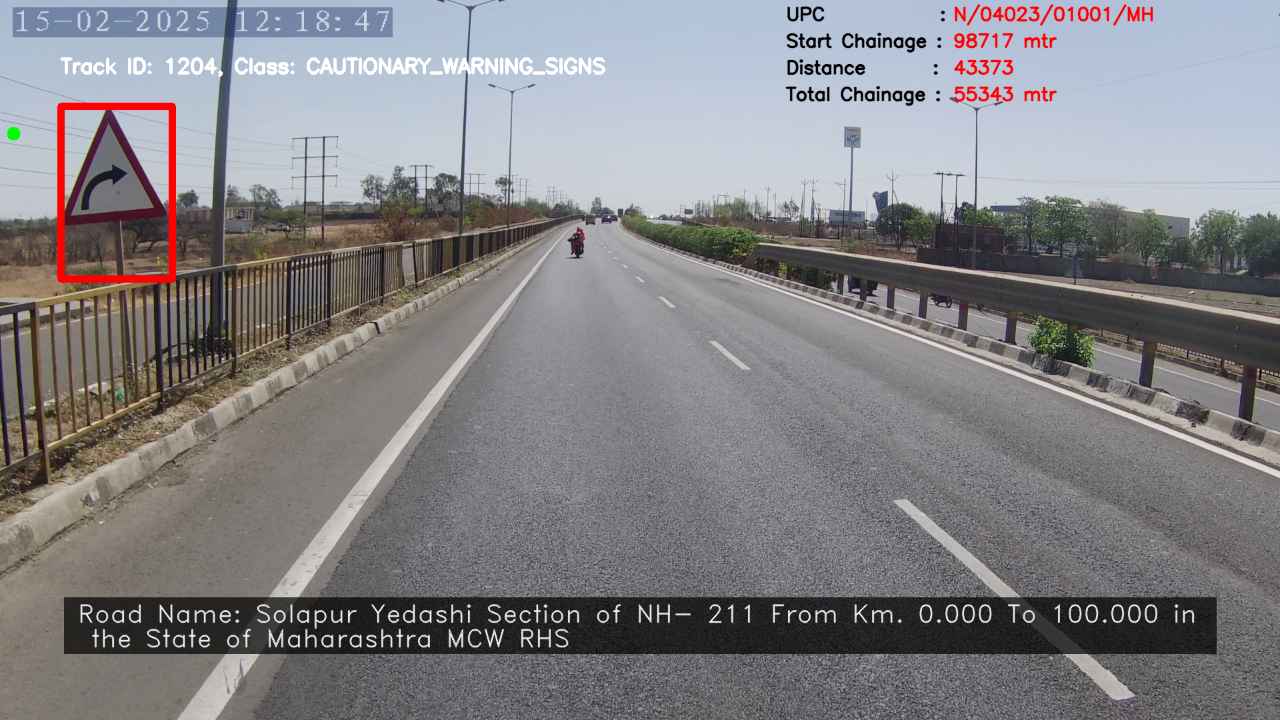 15-02-2025 12:18:47
UPC : N/04023/01001/MH
Start Chainage : 98717 mtr
Distance : 43373
Total Chainage : 55343 mtr
Track ID: 1204, Class: CAUTIONARY_WARNING_SIGNS
Road Name: Solapur Yedashi Section of NH- 211 From Km. 0.000 To 100.000 in
the State of Maharashtra MCW RHS